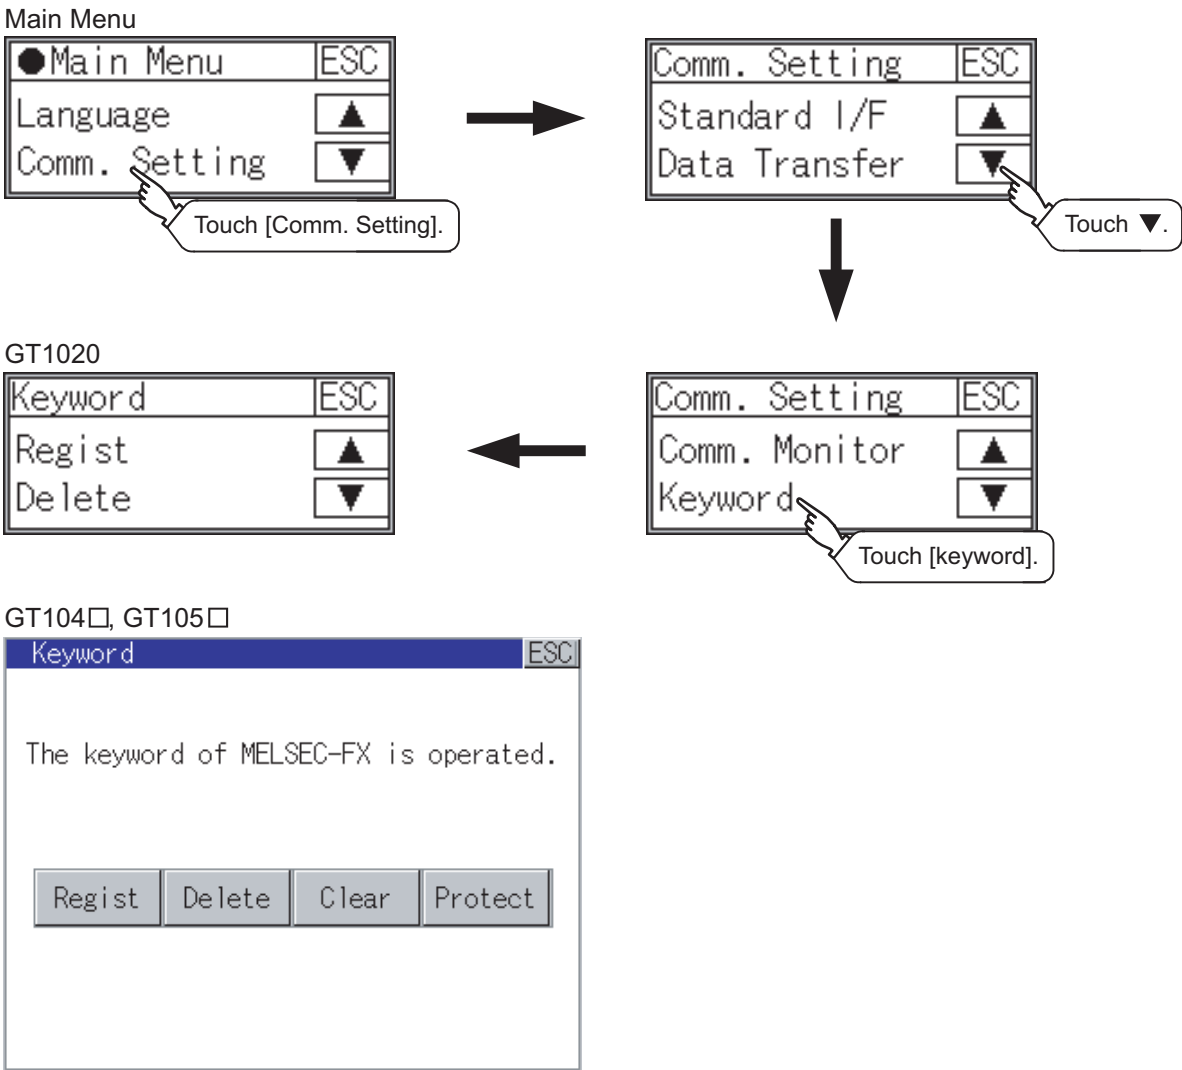 Main Menu
●Main Menu ESC
Language ▲
Comm. Setting ▼
Touch [Comm. Setting].
Comm. Setting ESC
Standard I/F ▲
Data Transfer ▼
Touch ▼.
GT1020
Keyword ESC
Regist ▲
Delete ▼
Comm. Setting ESC
Comm. Monitor ▲
Keyword ▼
Touch [keyword].
GT104□, GT105□
Keyword ESC
The keyword of MELSEC-FX is operated.
Regist Delete Clear Protect